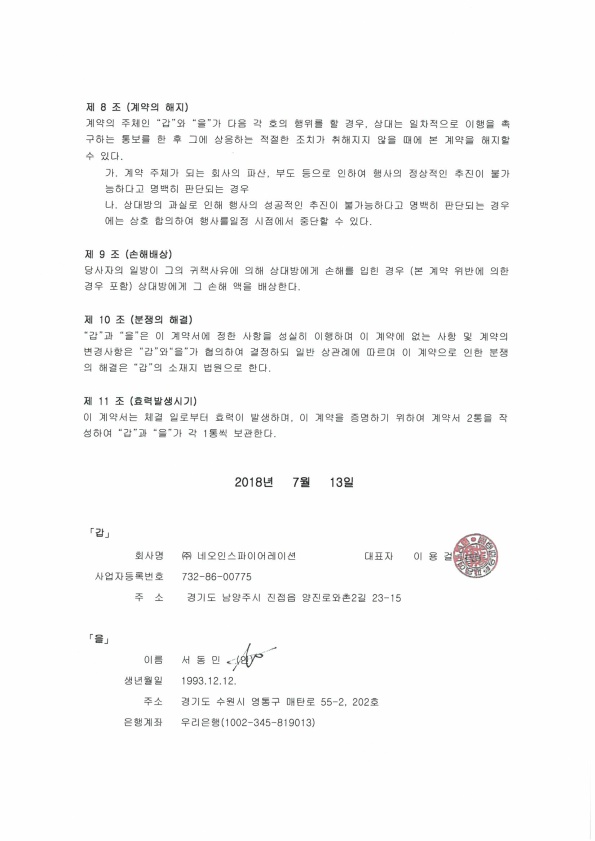 제 8 조 (계약의 해지)
계약의 주체인 “갑”와 “을”가 다음 각 호의 행위를 할 경우, 상대는 일차적으로 이행을 촉
구하는 통보를 한 후 그에 상응하는 적절한 조치가 취해지지 않을 때에 본 계약을 해지할
수 있다.
가. 계약 주체가 되는 회사의 파산, 부도 등으로 인하여 행사의 정상적인 추진이 불가
능하다고 명백히 판단되는 경우
나. 상대방의 과실로 인해 행사의 성공적인 추진이 불가능하다고 명백히 판단되는 경우
에는 상호 합의하여 행사를일정 시점에서 중단할 수 있다.
제 9 조 (손해배상)
당사자의 일방이 그의 귀책사유에 의해 상대방에게 손해를 입힌 경우 (본 계약 위반에 의한
경우 포함) 상대방에게 그 손해 액을 배상한다.
제 10 조 (분쟁의 해결)
“갑”과 “을”은 이 계약서에 정한 사항을 성실히 이행하며 이 계약에 없는 사항 및 계약의
변경사항은 “갑”와“을”가 협의하여 결정하되 일반 상관례에 따르며 이 계약으로 인한 분쟁
의 해결은 “갑”의 소재지 법원으로 한다.
제 11 조 (효력발생시기)
이 계약서는 체결 일로부터 효력이 발생하며, 이 계약을 증명하기 위하여 계약서 2통을 작
성하여 “갑”과 “을”가 각 1통씩 보관한다.
2018년 7월 13일
「갑」
회사명 ㈜ 네오인스파이어레이션 대표자 이 용 걸
사업자등록번호 732-86-00775
주 소 경기도 남양주시 진접읍 양진로와촌2길 23-15
「을」
이름 서 동 민 (인)
생년월일 1993.12.12.
주소 경기도 수원시 영통구 매탄로 55-2, 202호
은행계좌 우리은행(1002-345-819013)